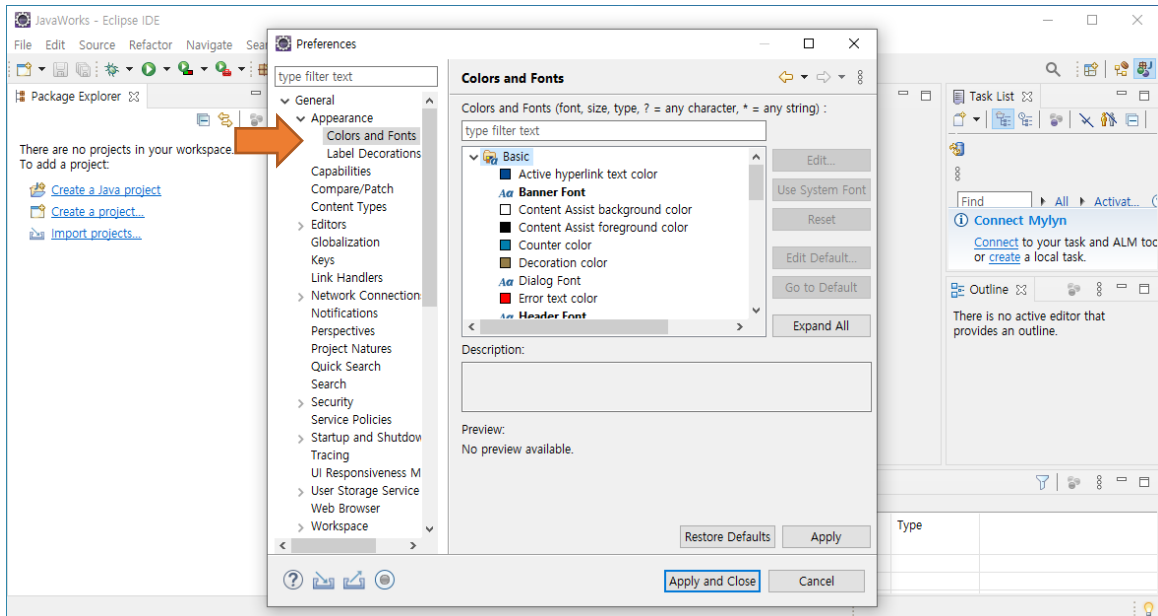 JavaWorks - Eclipse IDE
File Edit Source Refactor Navigate Sea
Package Explorer
There are no projects in your workspace.
To add a project:
Create a Java project
Create a project...
Import projects...
Preferences
type filter text
General
Appearance
Colors and Fonts
Label Decorations
Capabilities
Compare/Patch
Content Types
Editors
Globalization
Keys
Link Handlers
Network Connection
Notifications
Perspectives
Project Natures
Quick Search
Search
Security
Service Policies
Startup and Shutdow
Tracing
UI Responsiveness M
User Storage Service
Web Browser
Workspace
Colors and Fonts
Colors and Fonts (font, size, type, ? = any character, * = any string) :
type filter text
Basic
Active hyperlink text color
Aa Banner Font
Content Assist background color
Content Assist foreground color
Counter color
Decoration color
Aa Dialog Font
Error text color
Aa Header Font
Edit...
Use System Font
Reset
Edit Default...
Go to Default
Expand All
Description:
Preview:
No preview available.
Restore Defaults Apply
Apply and Close Cancel
Task List
Find All Activat...
Connect Mylyn
Connect to your task and ALM too
or create a local task.
Outline
There is no active editor that
provides an outline.
Type